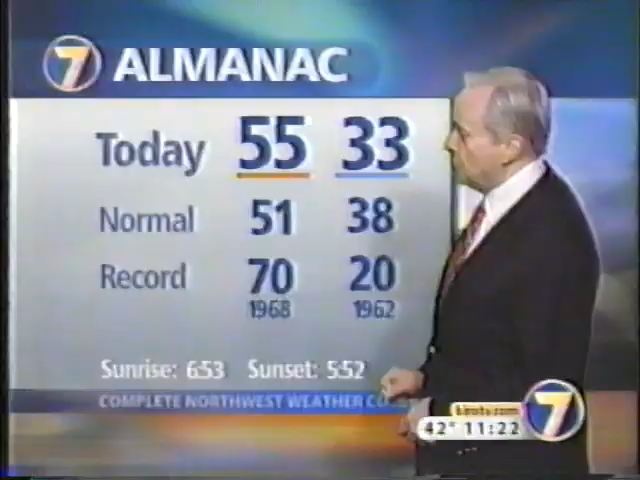 7 ALMANAC
Today 55 33
Normal 51 38
Record 70 20
1968 1962
Sunrise: 6:53 Sunset: 5:52
COMPLETE NORTHWEST WEATHER CO
kirotv.com
42° 11:22
7